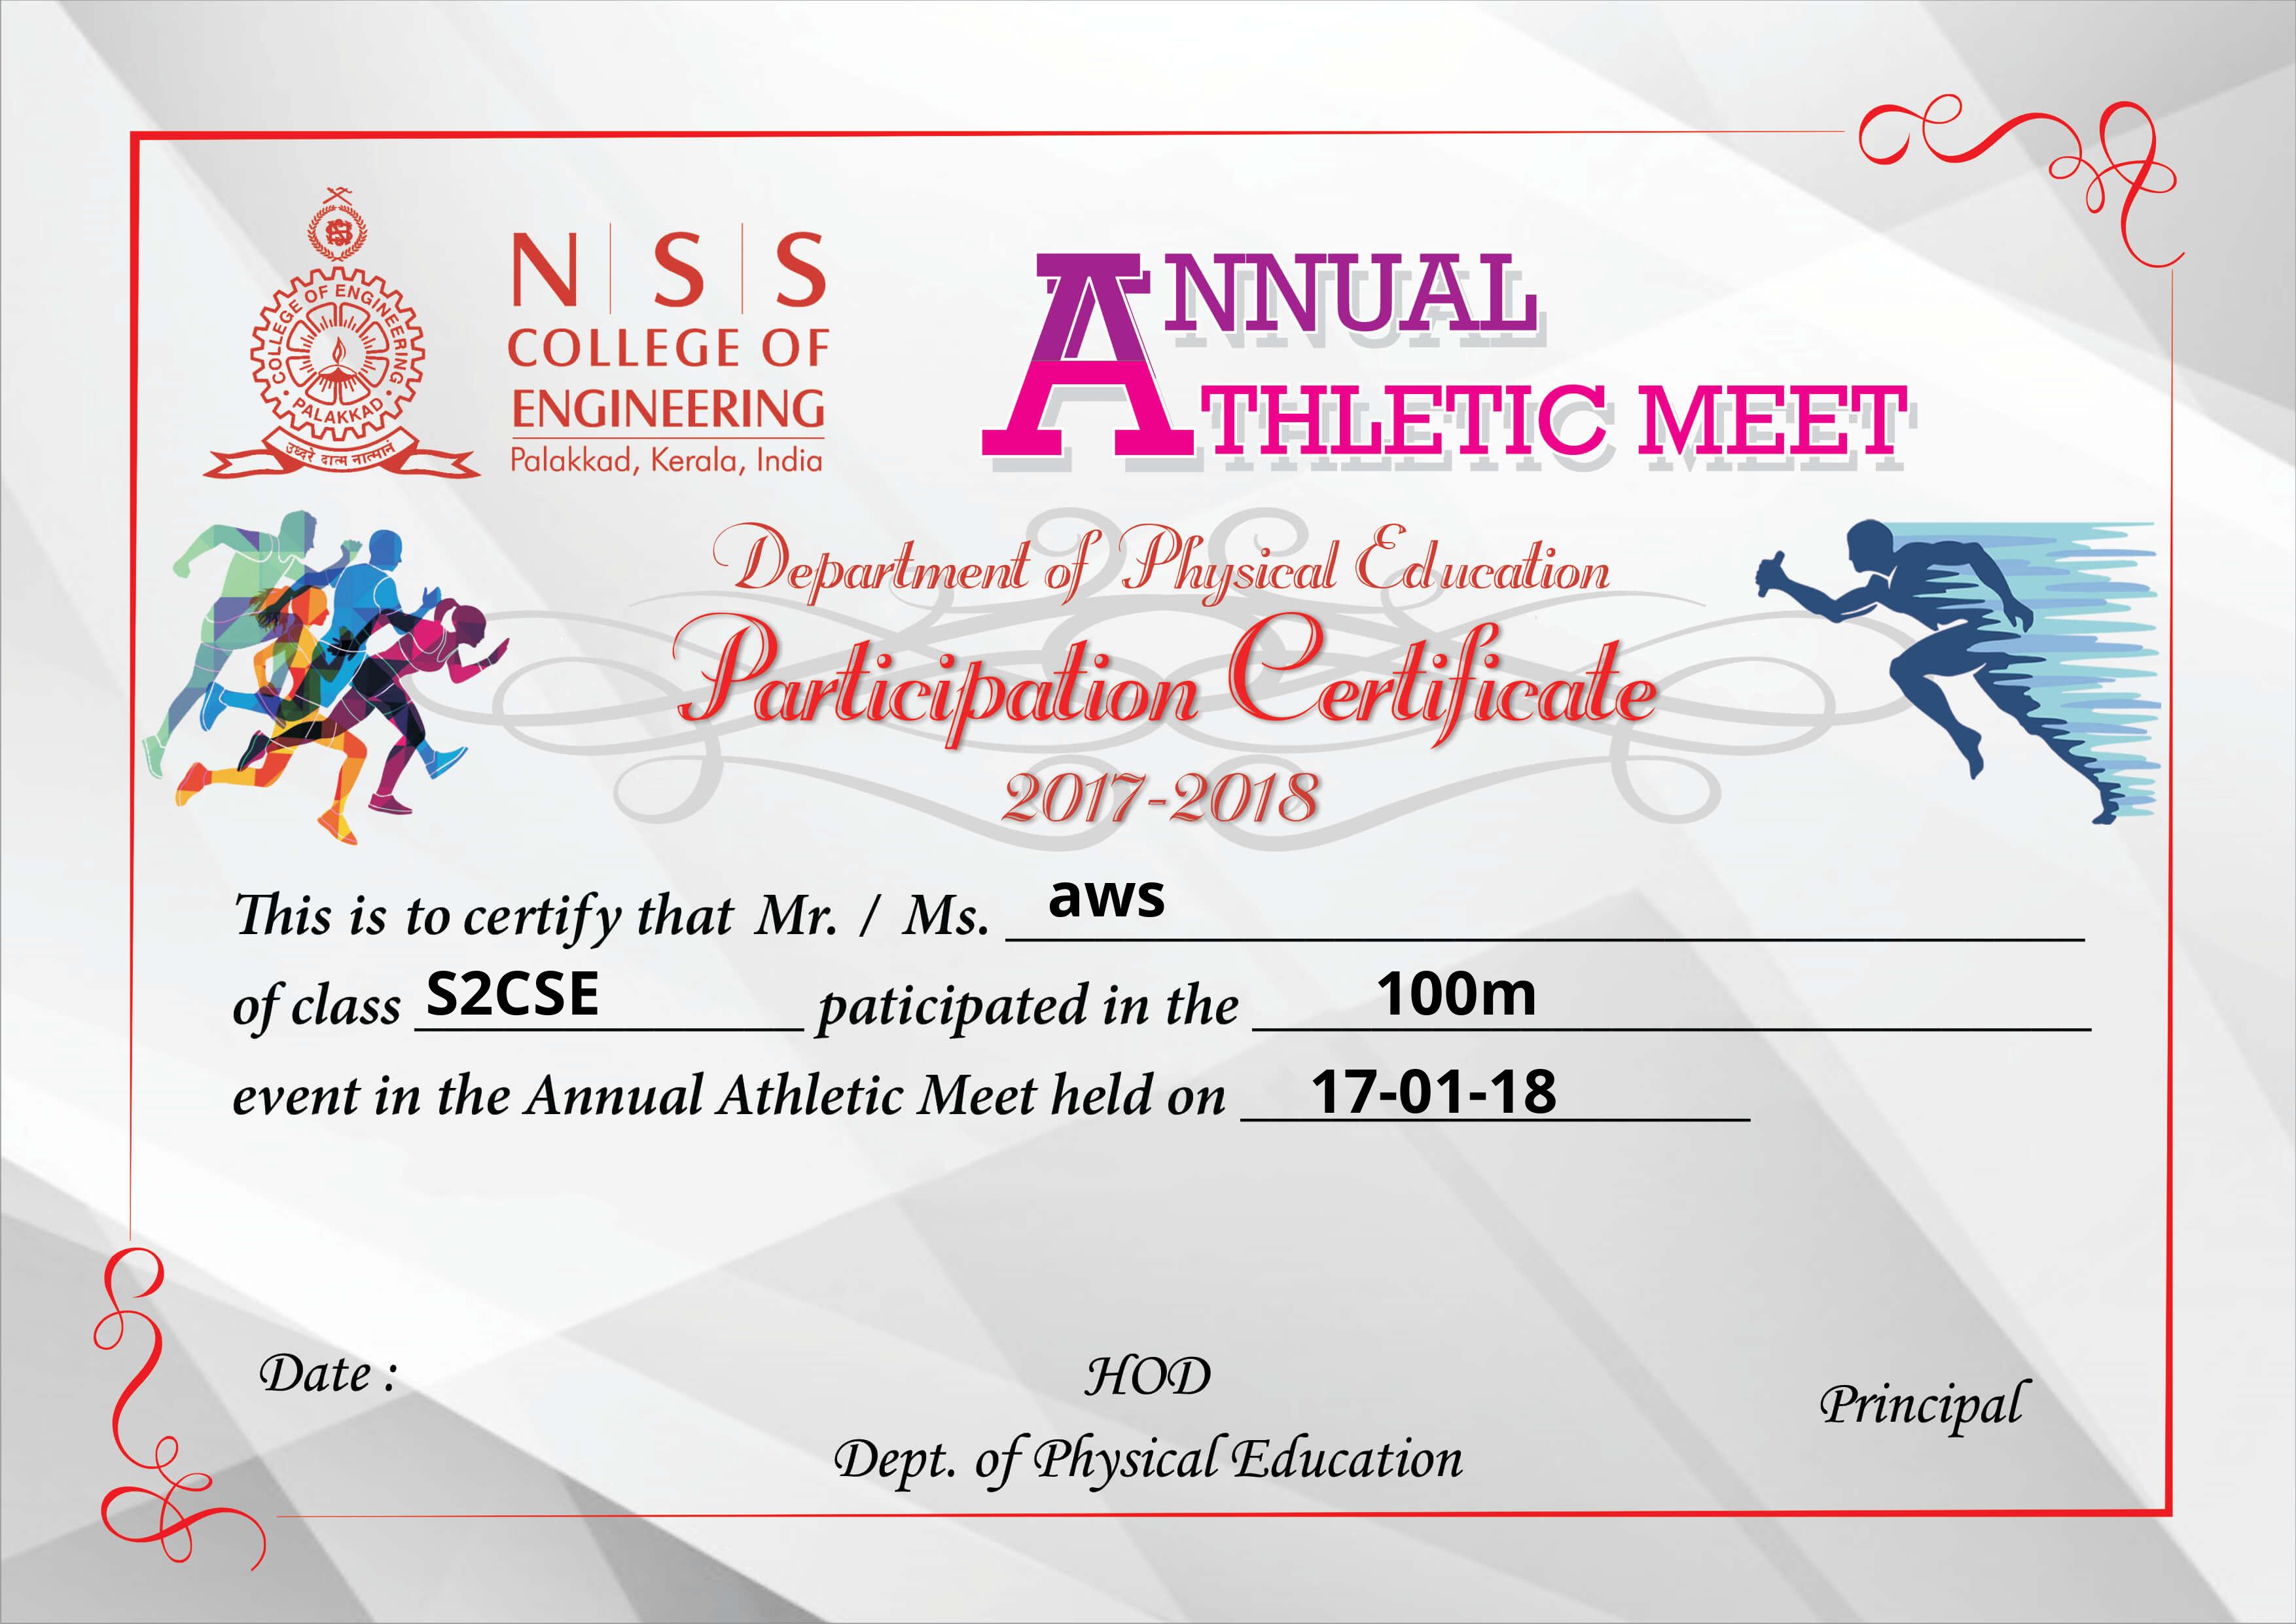 COLLEGE OF ENGINEERING
PALAKKAD
उध्दरे दात्म नात्मानं
N S S
COLLEGE OF
ENGINEERING
Palakkad, Kerala, India
ANNUAL
ATHLETIC MEET
Department of Physical Education
Participation Certificate
2017-2018
This is to certify that Mr. / Ms. aws
of class S2CSE paticipated in the 100m
event in the Annual Athletic Meet held on 17-01-18
Date :
HOD
Dept. of Physical Education
Principal